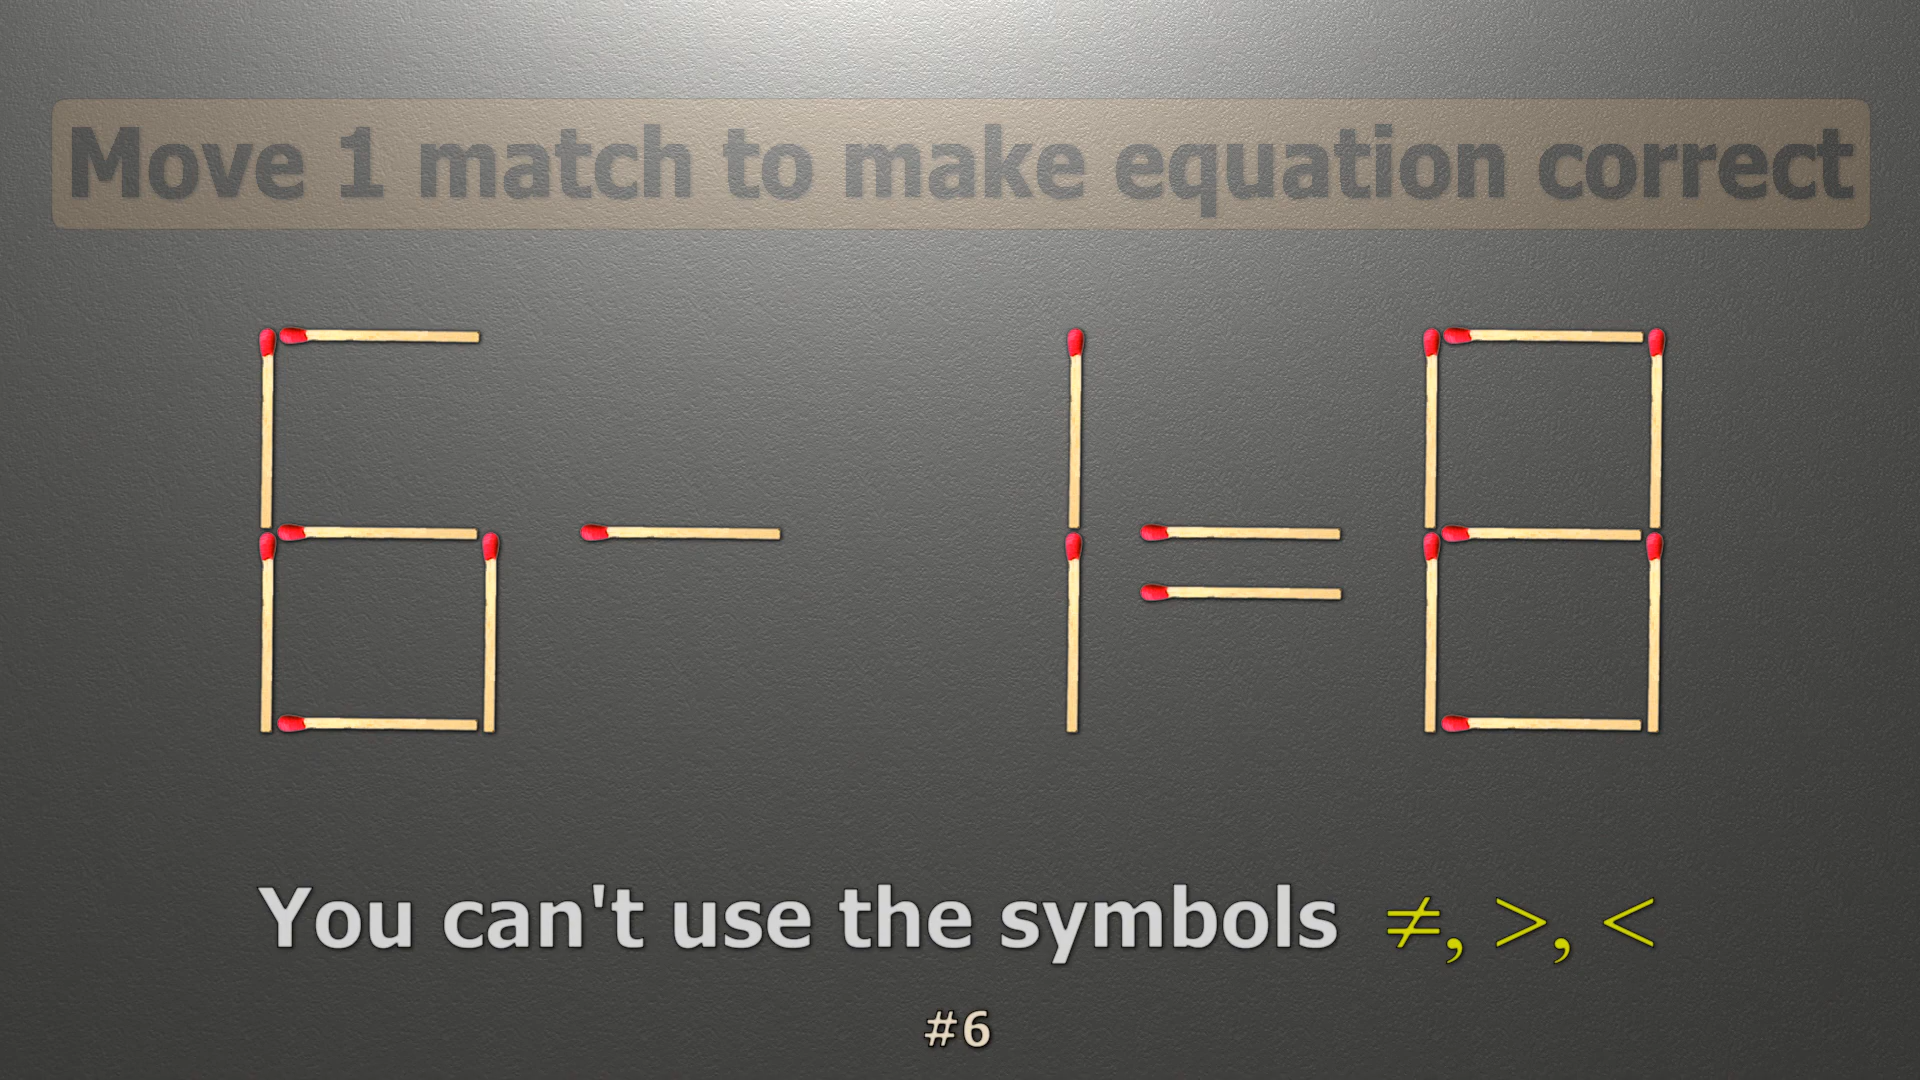 Move 1 match to make equation correct
6 - 1 = 8
You can't use the symbols ≠, >, <
#6